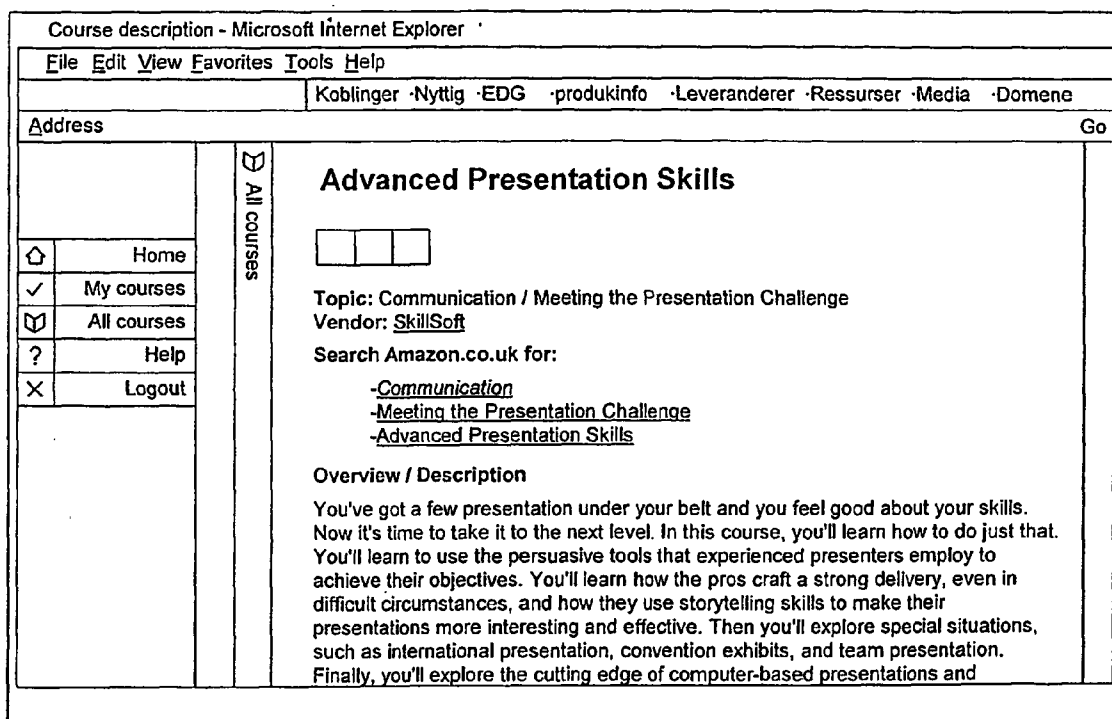 Course description - Microsoft Internet Explorer
File Edit View Favorites Tools Help
Koblinger ·Nyttig ·EDG ·produkinfo ·Leveranderer ·Ressurser ·Media ·Domene
Address Go
All courses
Home
My courses
All courses
? Help
Logout
Advanced Presentation Skills
Topic: Communication / Meeting the Presentation Challenge
Vendor: SkillSoft
Search Amazon.co.uk for:
-Communication
-Meeting the Presentation Challenge
-Advanced Presentation Skills
Overview / Description
You've got a few presentation under your belt and you feel good about your skills.
Now it's time to take it to the next level. In this course, you'll learn how to do just that.
You'll learn to use the persuasive tools that experienced presenters employ to
achieve their objectives. You'll learn how the pros craft a strong delivery, even in
difficult circumstances, and how they use storytelling skills to make their
presentations more interesting and effective. Then you'll explore special situations,
such as international presentation, convention exhibits, and team presentation.
Finally, you'll explore the cutting edge of computer-based presentations and